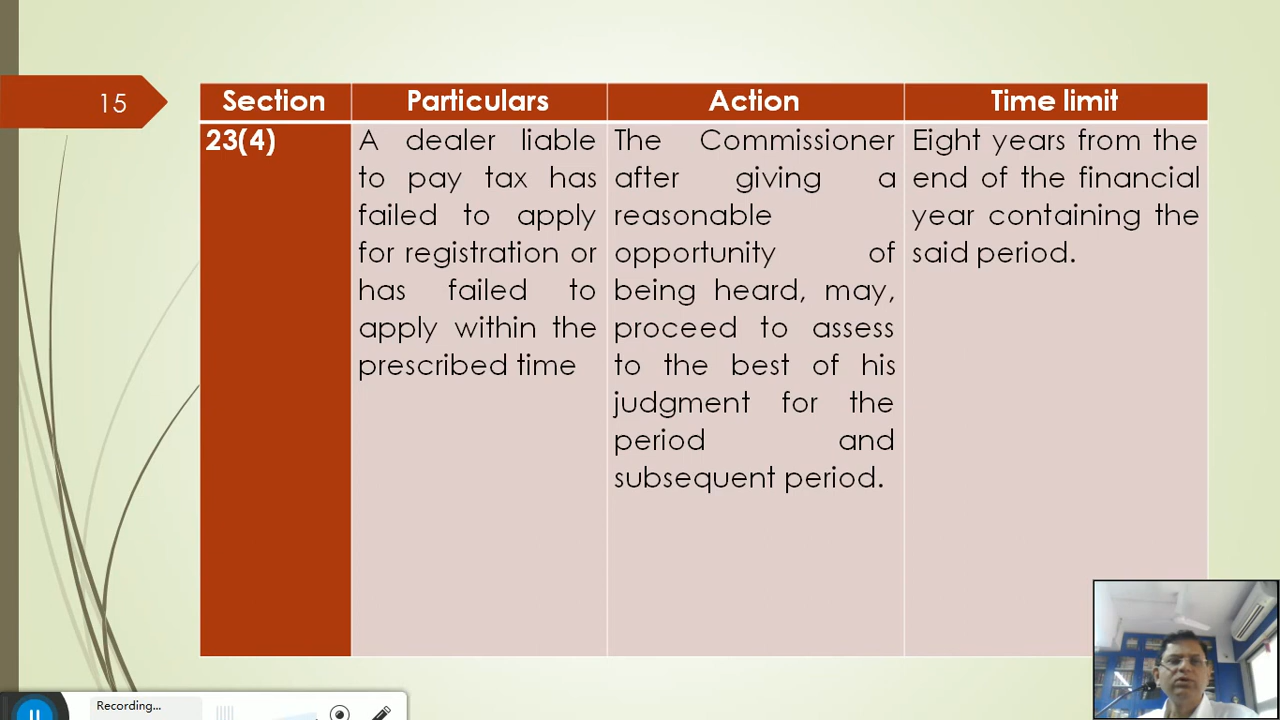 15
Section
Particulars
Action
Time limit
23(4)
A dealer liable
to pay tax has
failed to apply
for registration or
has failed to
apply within the
prescribed time
The Commissioner
after giving a
reasonable
opportunity of
being heard, may,
proceed to assess
to the best of his
judgment for the
period and
subsequent period.
Eight years from the
end of the financial
year containing the
said period.
Recording...